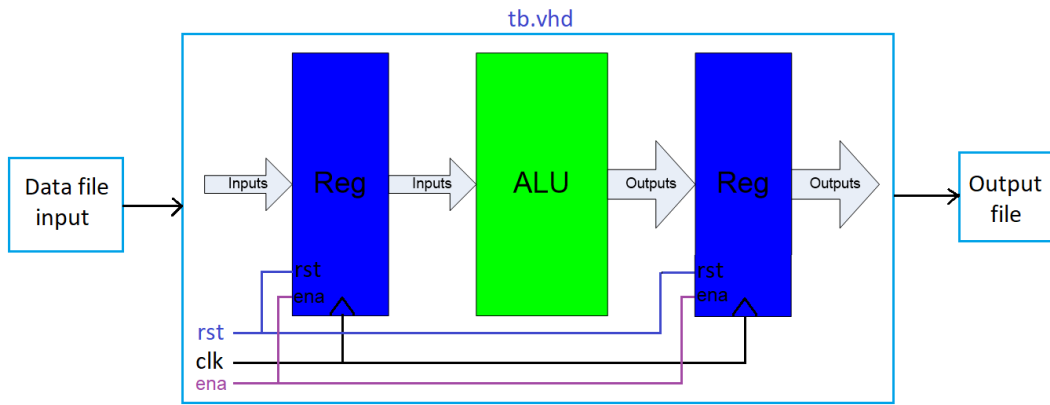 tb.vhd
Data file
input
Inputs
Reg
Inputs
ALU
Outputs
Reg
Outputs
Output
file
rst
ena
rst
ena
rst
clk
ena